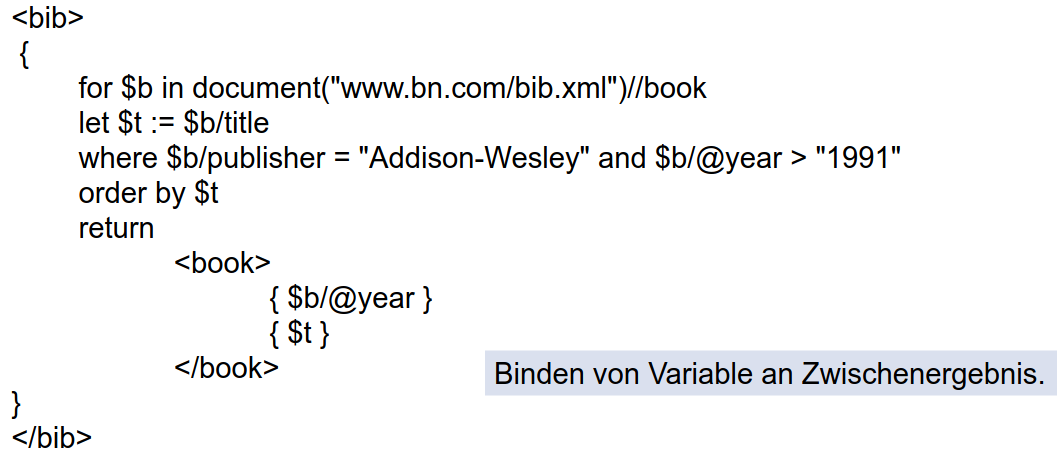 <bib>
{
for $b in document("www.bn.com/bib.xml")//book
let $t := $b/title
where $b/publisher = "Addison-Wesley" and $b/@year > "1991"
order by $t
return
<book>
{ $b/@year }
{ $t }
</book>
Binden von Variable an Zwischenergebnis.
}
</bib>